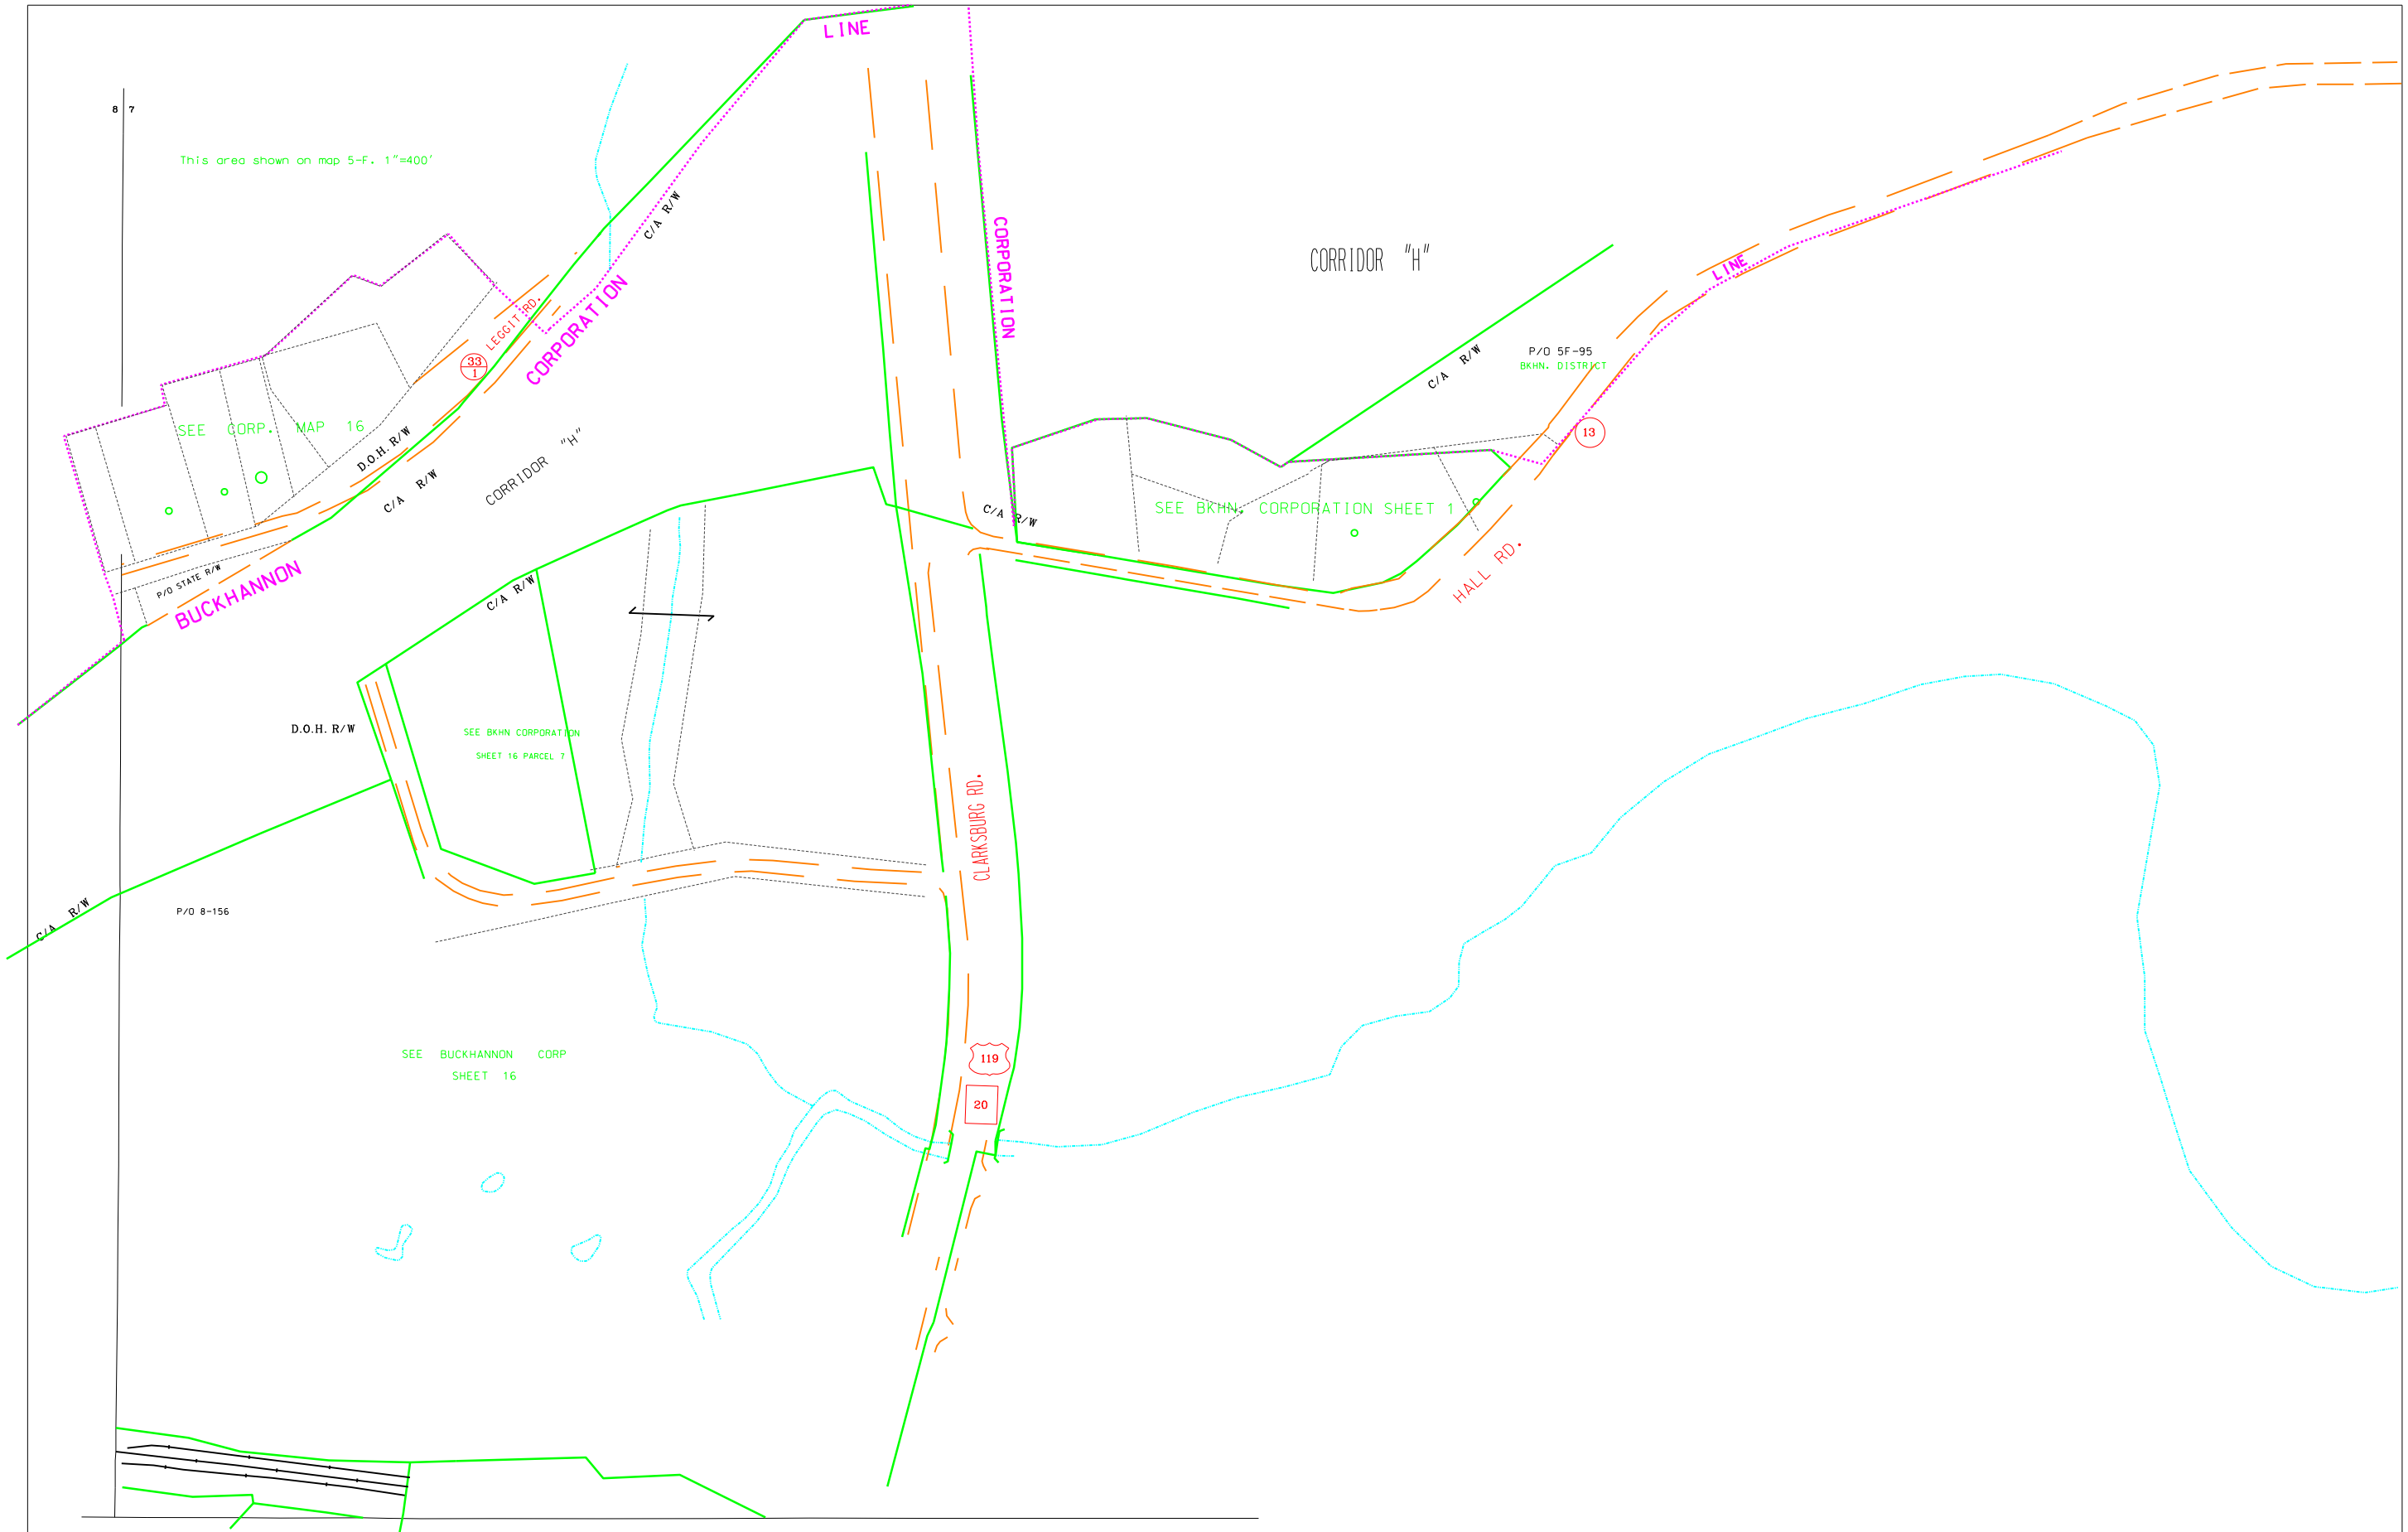 LINE
8 7
This area shown on map 5-F. 1"=400'
C/A R/W
CORPORATION
CORRIDOR "H"
LINE
LEGGIT RD.
CORPORATION
33
1
P/O 5F-95
BKHN. DISTRICT
C/A R/W
SEE CORP. MAP 16
13
D.O.H. R/W
CORRIDOR "H"
C/A R/W
SEE BKHN. CORPORATION SHEET 1
C/A R/W
HALL RD.
P/O STATE R/W
BUCKHANNON
C/A R/W
D.O.H. R/W
SEE BKHN CORPORATION
SHEET 16 PARCEL 7
CLARKSBURG RD.
C/A R/W
P/O 8-156
SEE BUCKHANNON CORP
SHEET 16
119
20